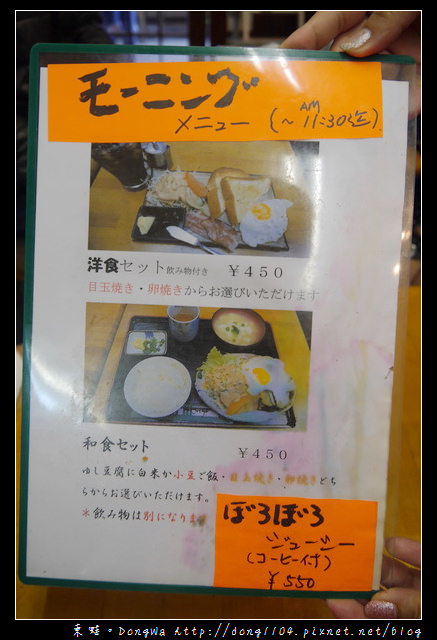 モーニング
メニュー (~AM 11:30迄)
洋食セット 飲み物付き ¥450
目玉焼き・卵焼きからお選びいただけます
和食セット ¥450
ゆし豆腐に白米か小豆ご飯・目玉焼き・卵焼きどち
らからお選びいただけます。
*飲み物は別になります
ぼろぼろ
ジューシー
(コーヒー付)
¥550
東蛙。DongWa http://dong1104.pixnet.net/blog